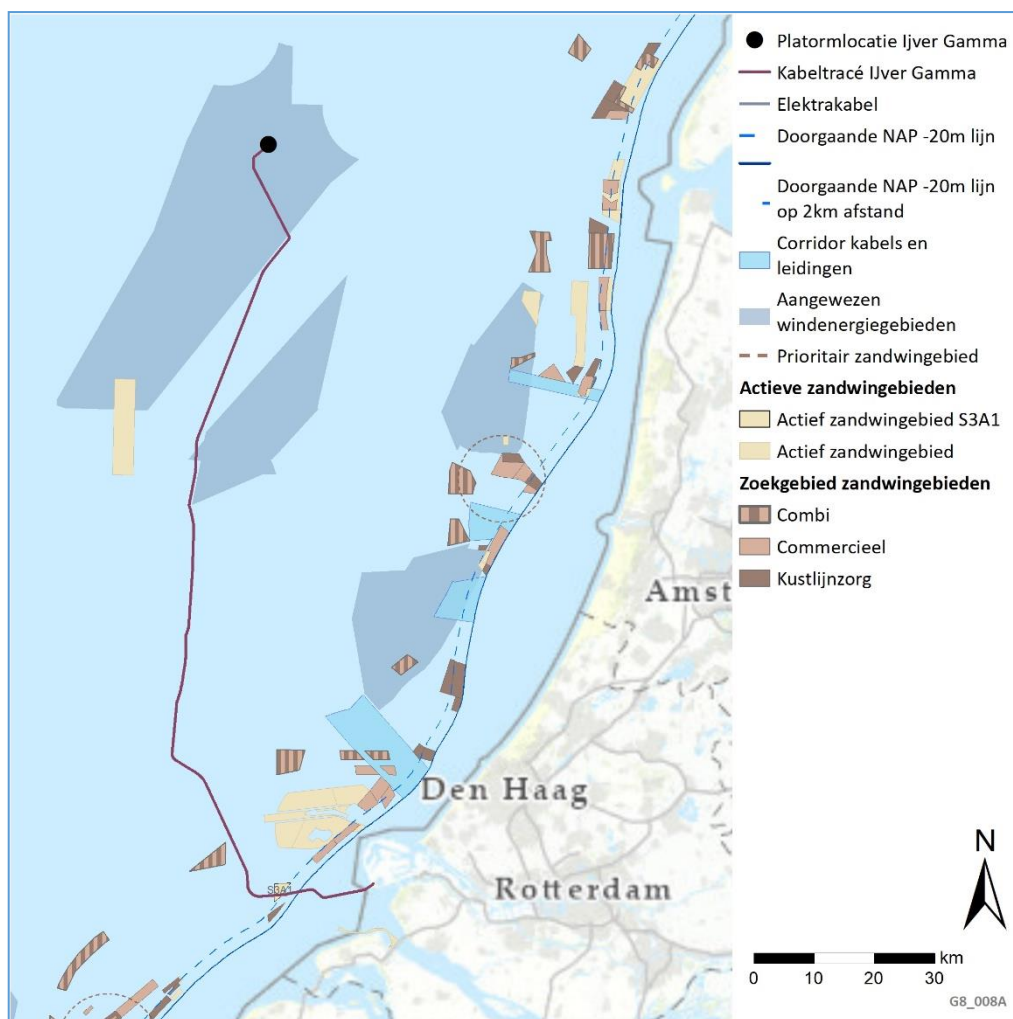 Platormlocatie Ijver Gamma
Kabeltracé IJver Gamma
Elektrakabel
Doorgaande NAP -20m lijn
Doorgaande NAP -20m lijn
op 2km afstand
Corridor kabels en
leidingen
Aangewezen
windenergiegebieden
Prioritair zandwingebied
Actieve zandwingebieden
Actief zandwingebied S3A1
Actief zandwingebied
Zoekgebied zandwingebieden
Combi
Commercieel
Kustlijnzorg
Amst
Den Haag
Rotterdam
S3A1
N
km
0 10 20 30
G8_008A